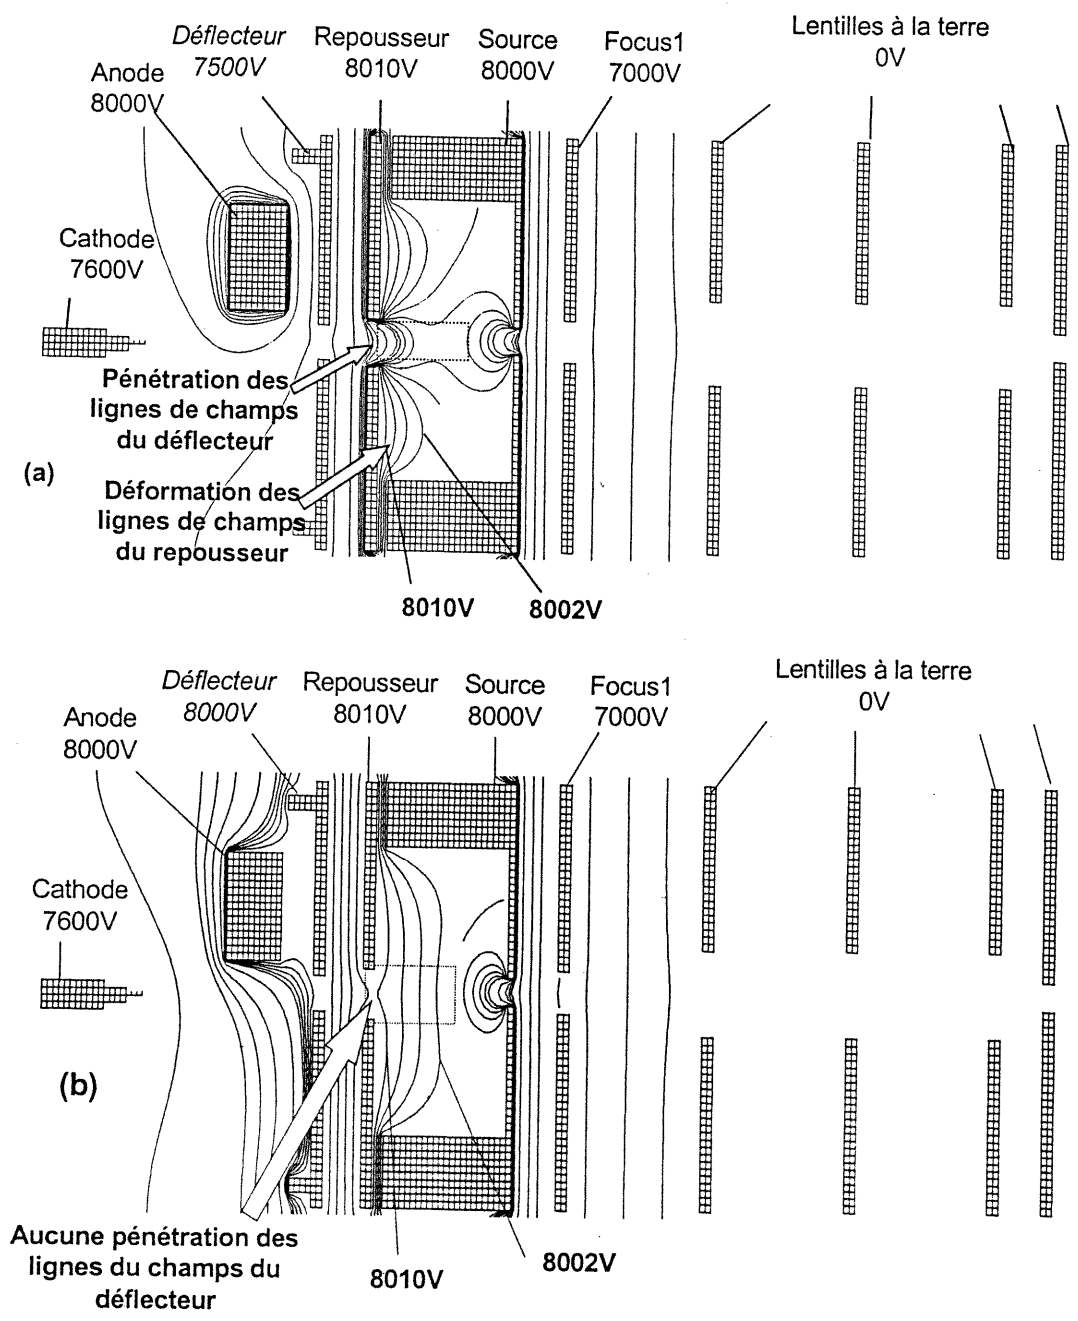 Déflecteur
7500V
Repousseur
8010V
Source
8000V
Focus1
7000V
Lentilles à la terre
0V
Anode
8000V
Cathode
7600V
Pénétration des
lignes de champs
du déflecteur
(a)
Déformation des
lignes de champs
du repousseur
8010V
8002V
Déflecteur
8000V
Repousseur
8010V
Source
8000V
Focus1
7000V
Lentilles à la terre
0V
Anode
8000V
Cathode
7600V
(b)
Aucune pénétration des
lignes du champs du
déflecteur
8010V
8002V